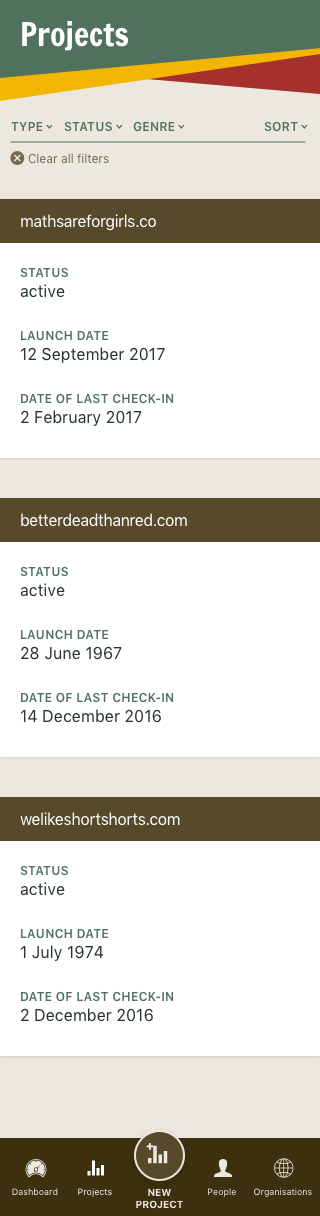 Projects
TYPE STATUS GENRE SORT
Clear all filters
mathsareforgirls.co
STATUS
active
LAUNCH DATE
12 September 2017
DATE OF LAST CHECK-IN
2 February 2017
betterdeadthanred.com
STATUS
active
LAUNCH DATE
28 June 1967
DATE OF LAST CHECK-IN
14 December 2016
welikeshortshorts.com
STATUS
active
LAUNCH DATE
1 July 1974
DATE OF LAST CHECK-IN
2 December 2016
Dashboard Projects NEW People Organisations
PROJECT